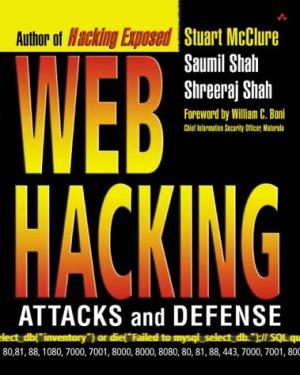 Author of Hacking Exposed
Stuart McClure
Saumil Shah
Shreeraj Shah
Foreword by William C. Boni
Chief Information Security Officer, Motorola
WEB
HACKING
ATTACKS and DEFENSE
elect_db("inventory") or die("Failed to mysql_select_db.");// SQL qu
80,81, 88, 1080, 7000, 7001, 8000, 8000, 8080, 80, 81, 88, 443, 7000, 7001, 800